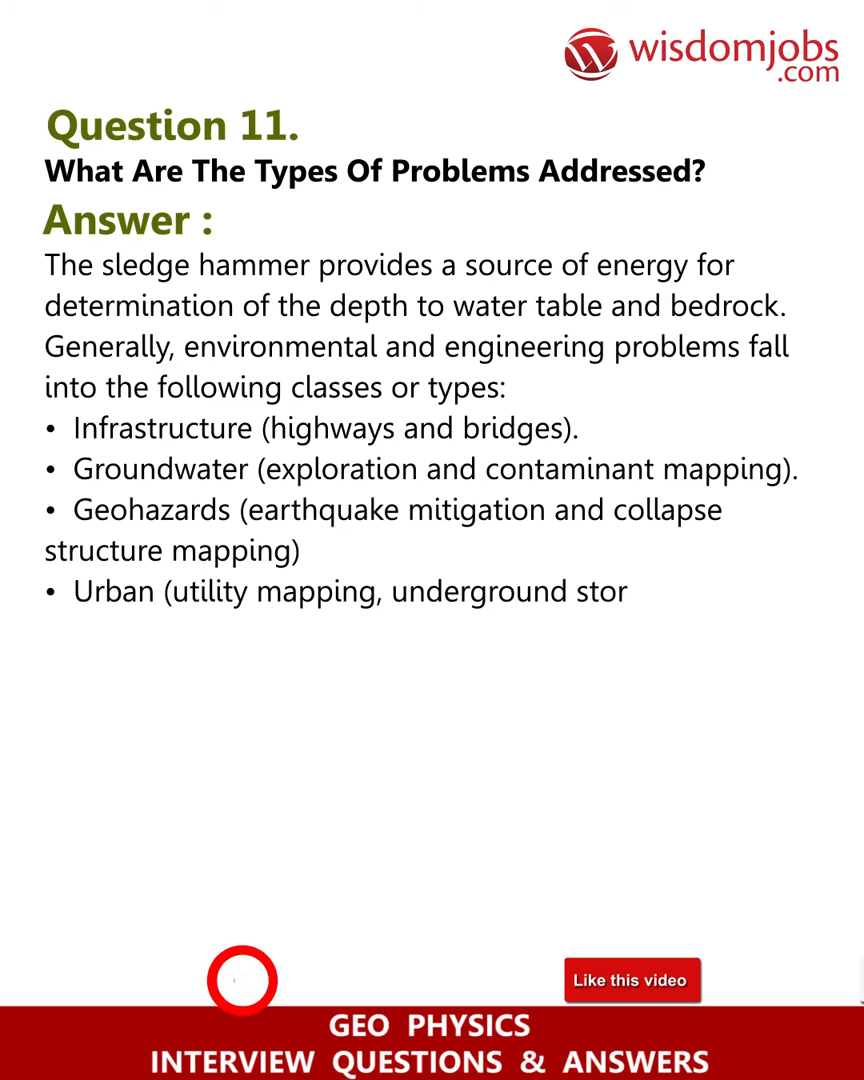 wisdomjobs
.com
Question 11.
What Are The Types Of Problems Addressed?
Answer :
The sledge hammer provides a source of energy for
determination of the depth to water table and bedrock.
Generally, environmental and engineering problems fall
into the following classes or types:
• Infrastructure (highways and bridges).
• Groundwater (exploration and contaminant mapping).
• Geohazards (earthquake mitigation and collapse
structure mapping)
• Urban (utility mapping, underground stor
Like this video
GEO PHYSICS
INTERVIEW QUESTIONS & ANSWERS